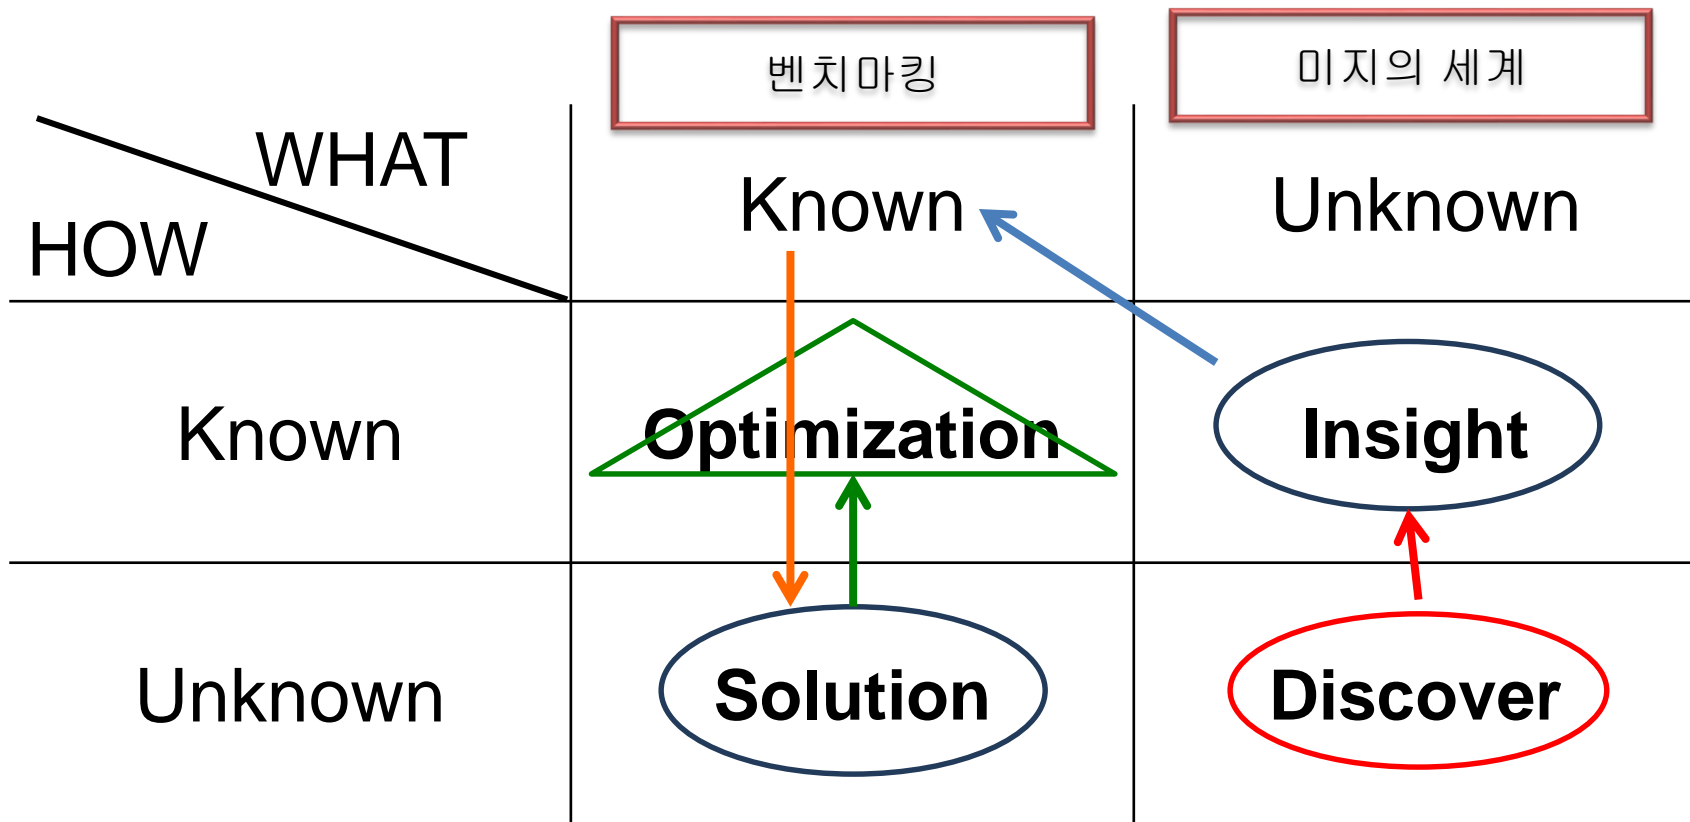 벤치마킹
미지의 세계
WHAT
HOW
Known
Unknown
Known
Optimization
Insight
Unknown
Solution
Discover